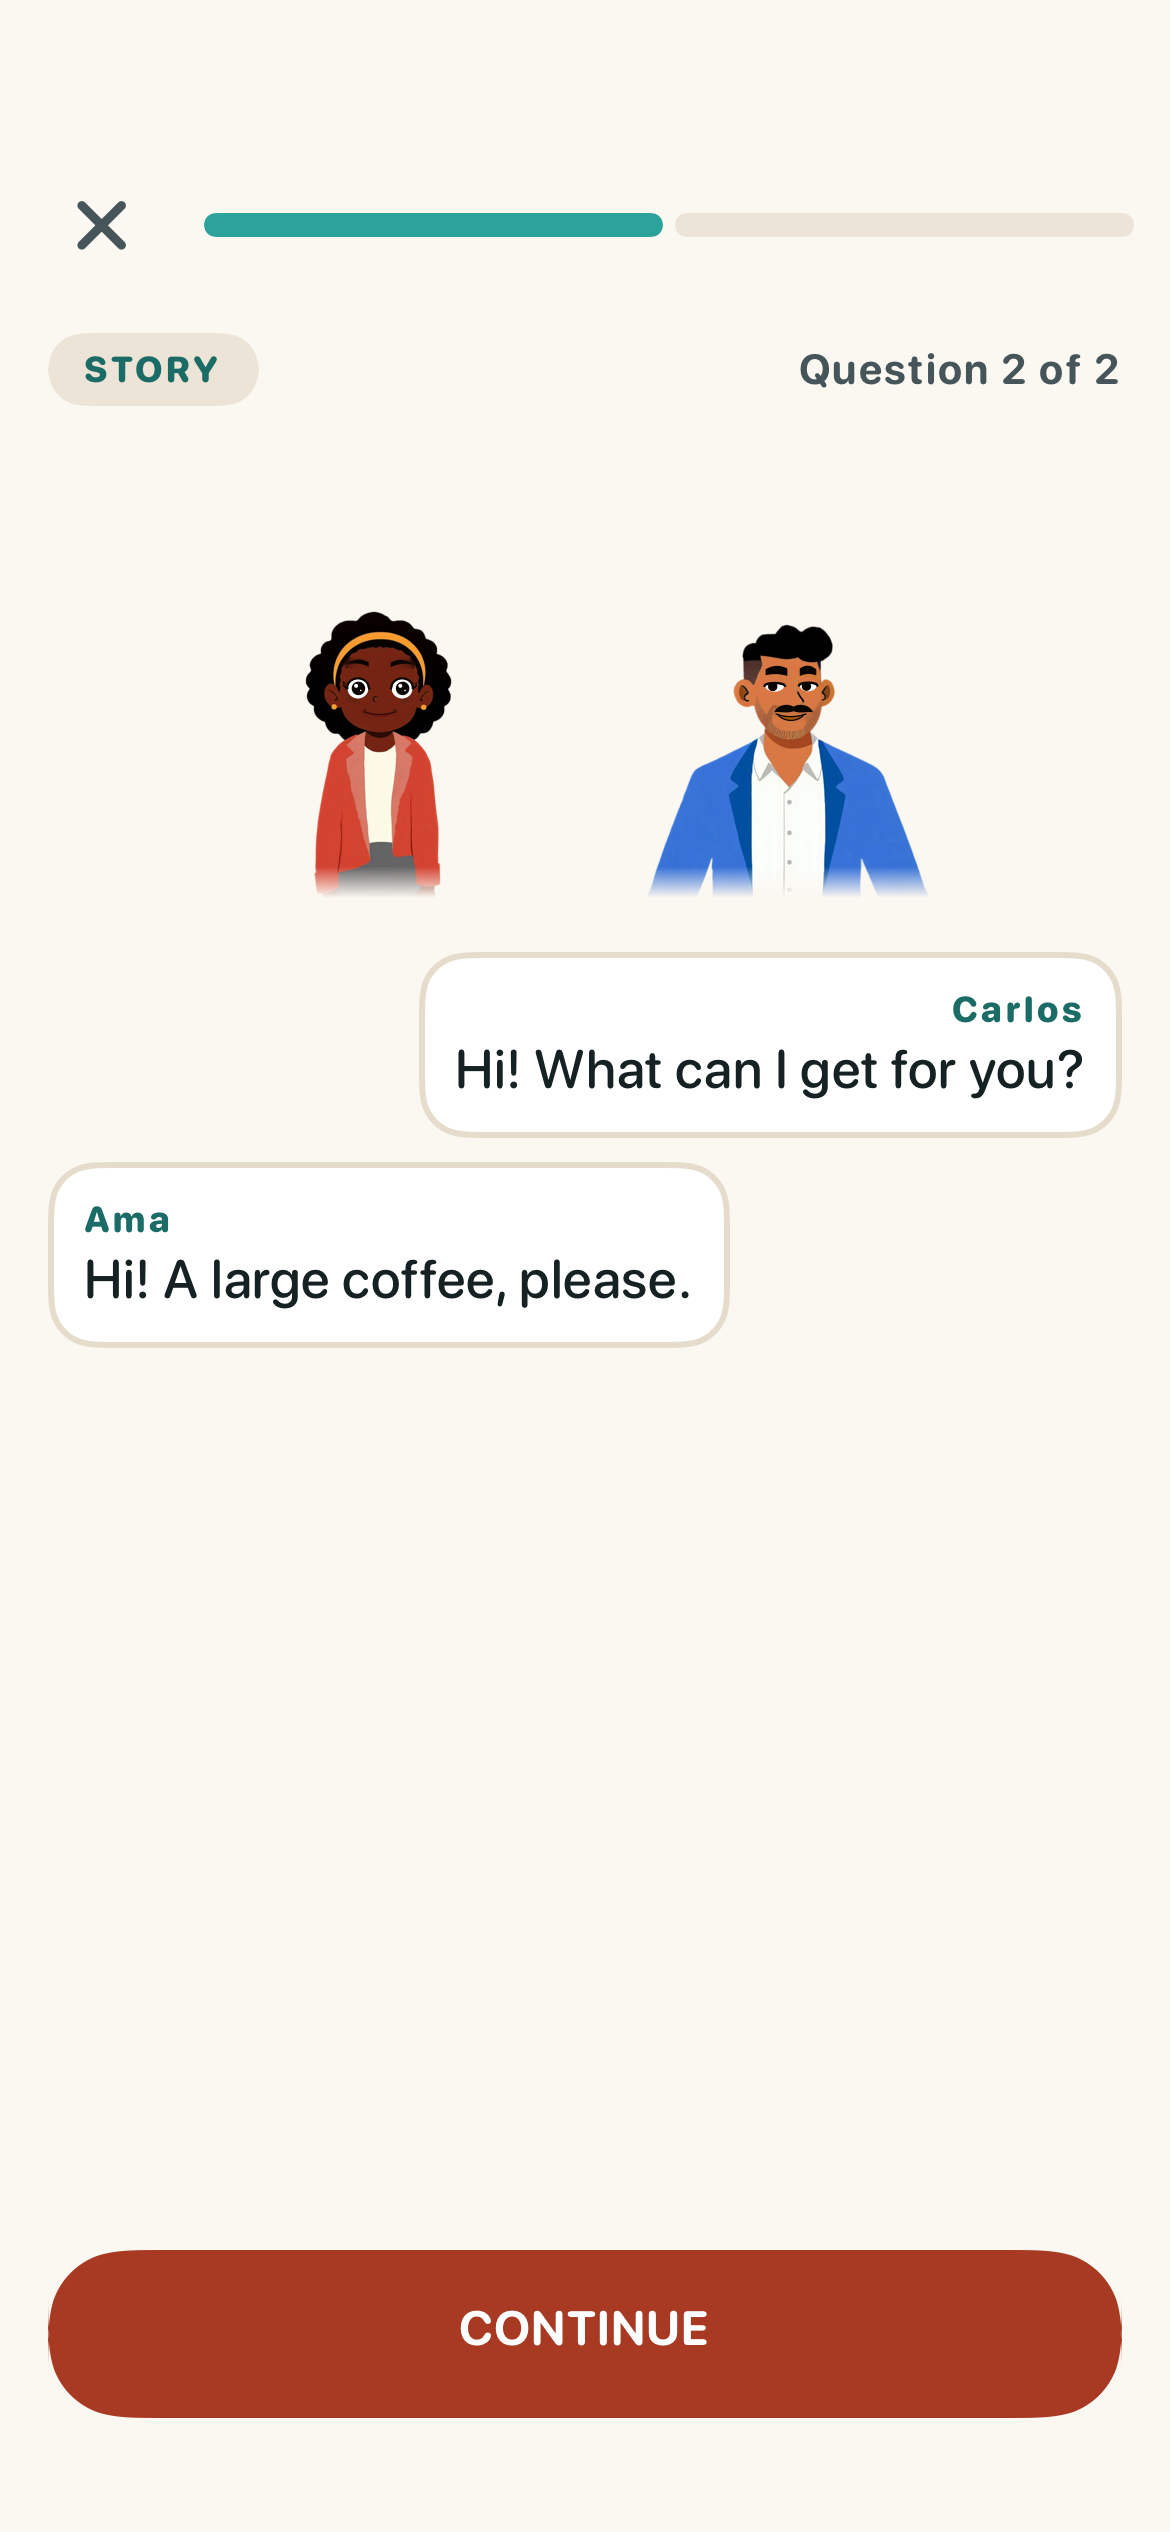 STORY
Question 2 of 2
Carlos
Hi! What can I get for you?
Ama
Hi! A large coffee, please.
CONTINUE